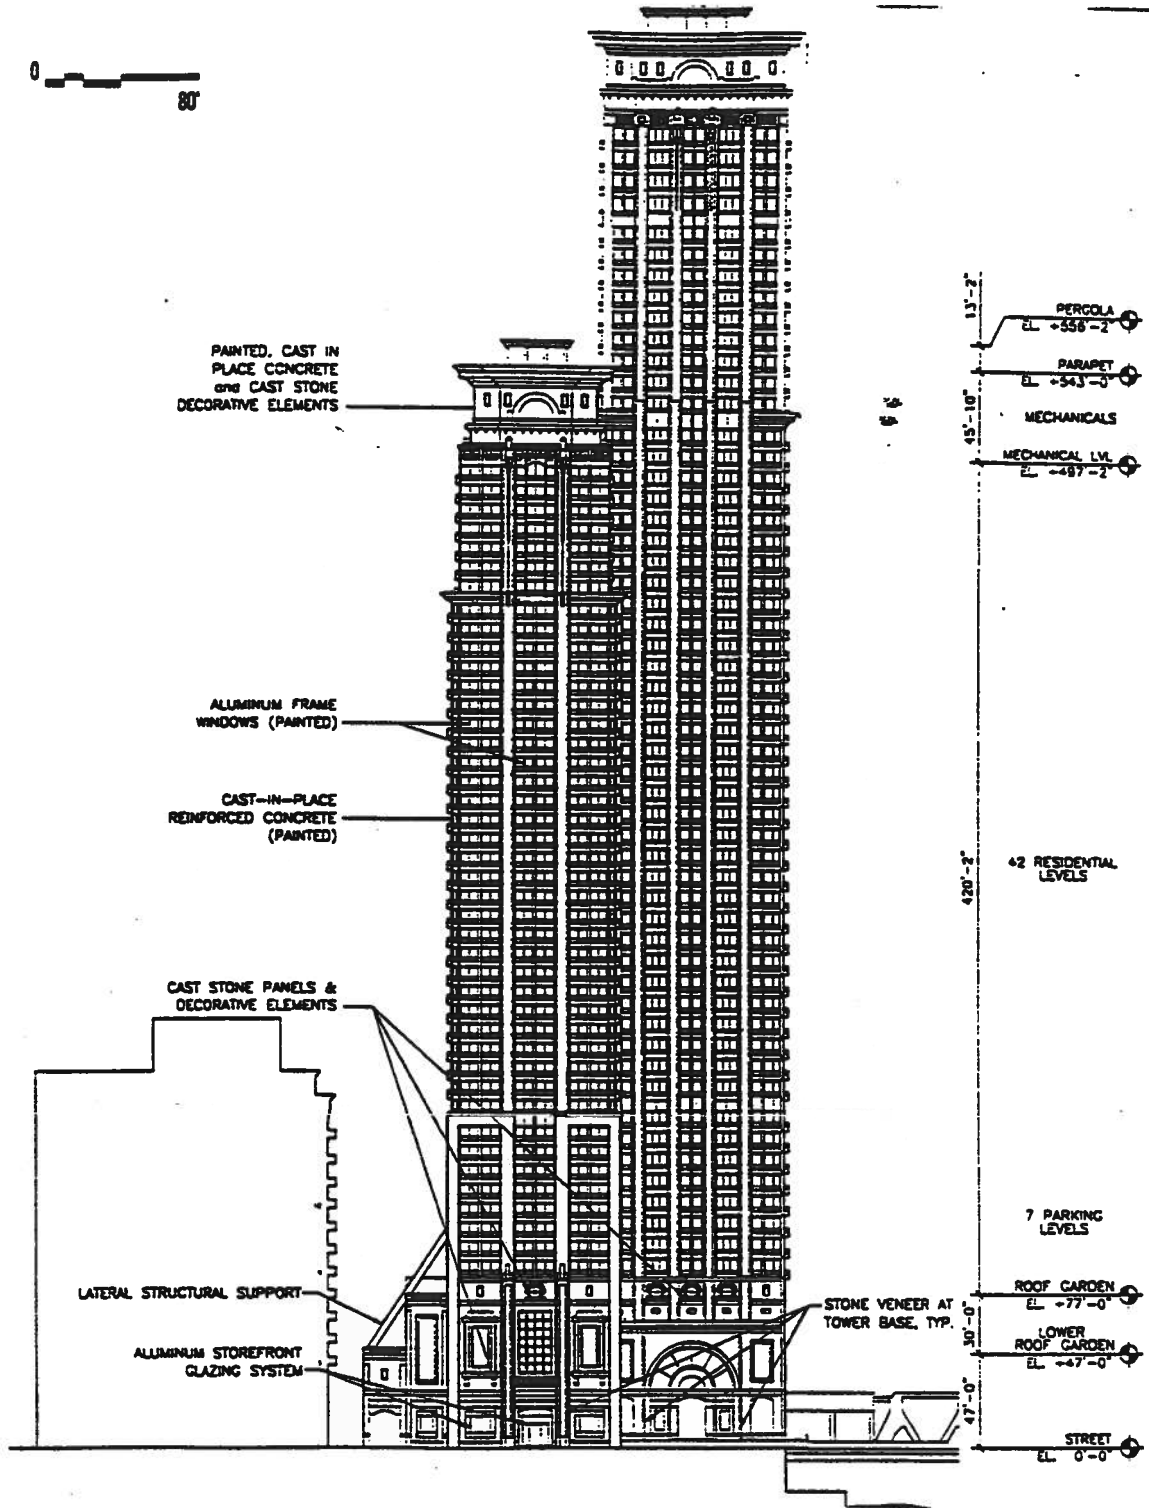 0
80'
PAINTED, CAST IN
PLACE CONCRETE
and CAST STONE
DECORATIVE ELEMENTS
ALUMINUM FRAME
WINDOWS (PAINTED)
CAST-IN-PLACE
REINFORCED CONCRETE
(PAINTED)
CAST STONE PANELS &
DECORATIVE ELEMENTS
LATERAL STRUCTURAL SUPPORT
ALUMINUM STOREFRONT
GLAZING SYSTEM
STONE VENEER AT
TOWER BASE, TYP.
13'-2"
PERGOLA
EL. +556'-2"
PARAPET
EL. +543'-0"
45'-10"
MECHANICALS
MECHANICAL LVL
EL. +497'-2"
420'-2"
42 RESIDENTIAL
LEVELS
7 PARKING
LEVELS
ROOF GARDEN
EL. +77'-0"
30'-0"
LOWER
ROOF GARDEN
EL. +47'-0"
47'-0"
STREET
EL. 0'-0"